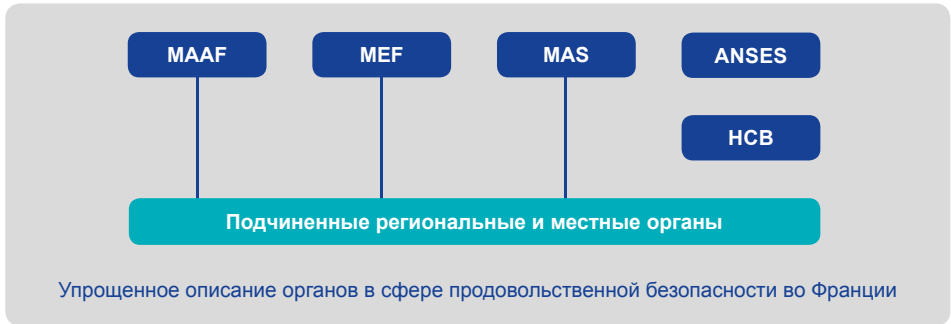 MAAF
MEF
MAS
ANSES
HCB
Подчиненные региональные и местные органы
Упрощенное описание органов в сфере продовольственной безопасности во Франции